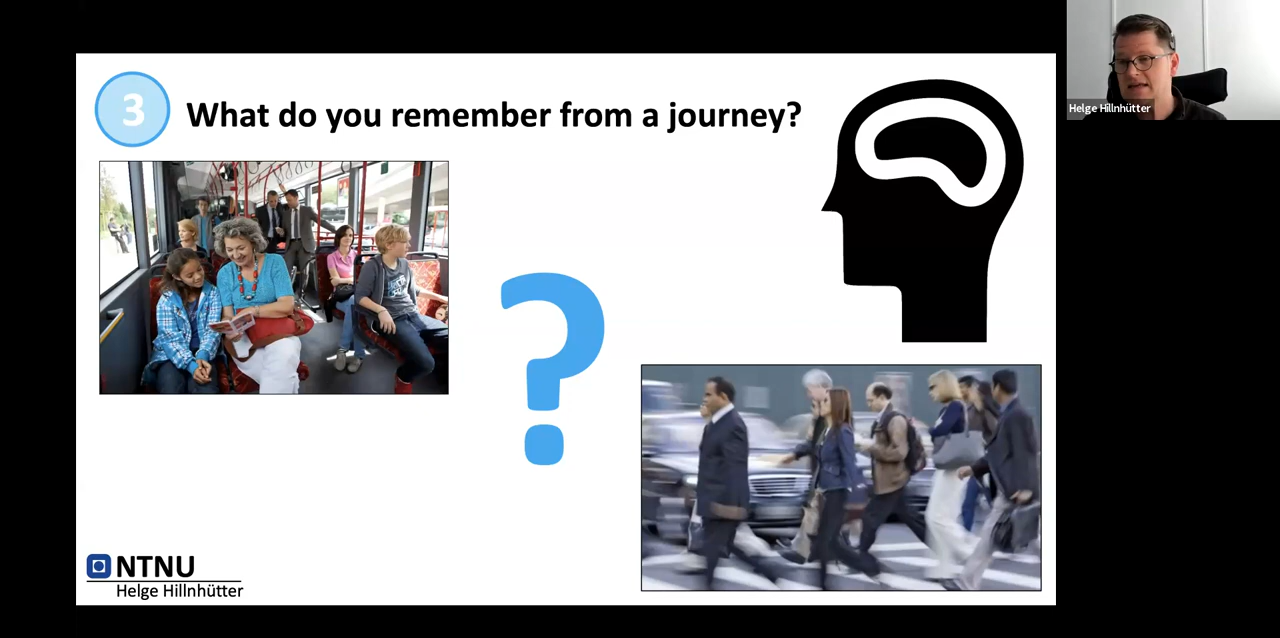 3
What do you remember from a journey?
?
NTNU
Helge Hillnhütter
Helge Hillnhütter